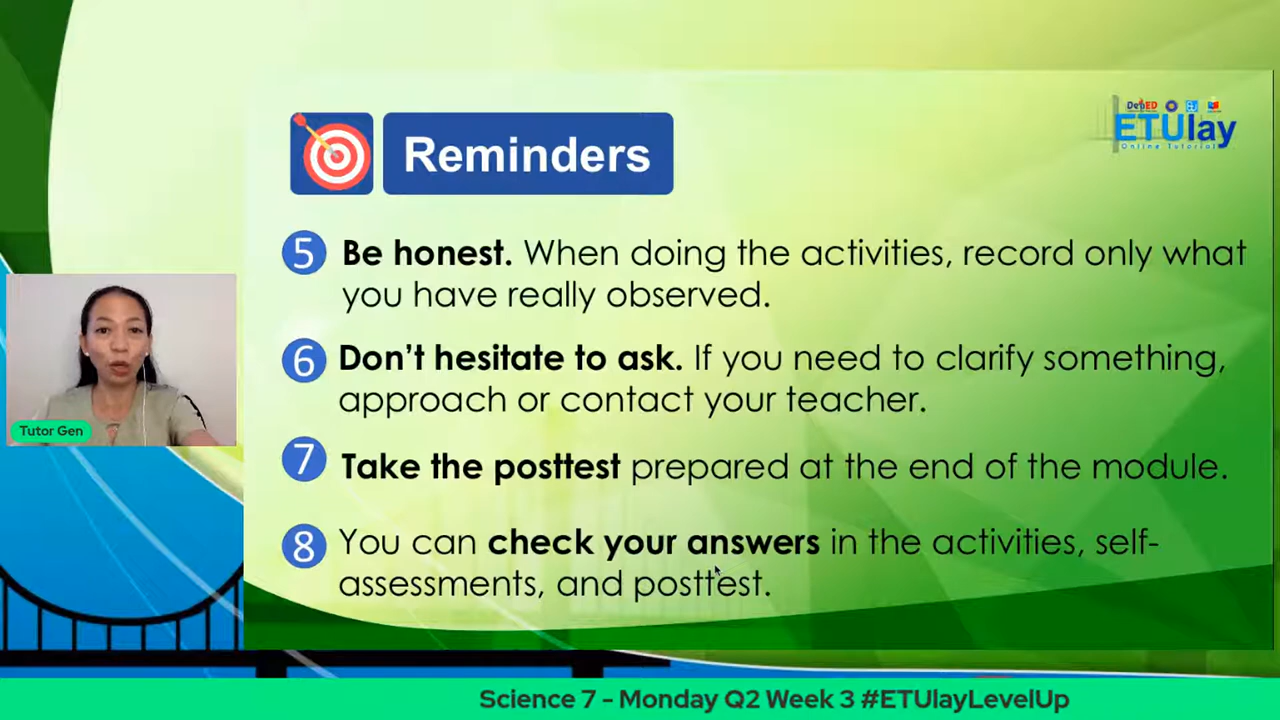 DepED
ETUlay
Online Tutorial
Reminders
5 Be honest. When doing the activities, record only what
you have really observed.
6 Don't hesitate to ask. If you need to clarify something,
approach or contact your teacher.
7 Take the posttest prepared at the end of the module.
8 You can check your answers in the activities, self-
assessments, and posttest.
Tutor Gen
Science 7 - Monday Q2 Week 3 #ETUlayLevelUp